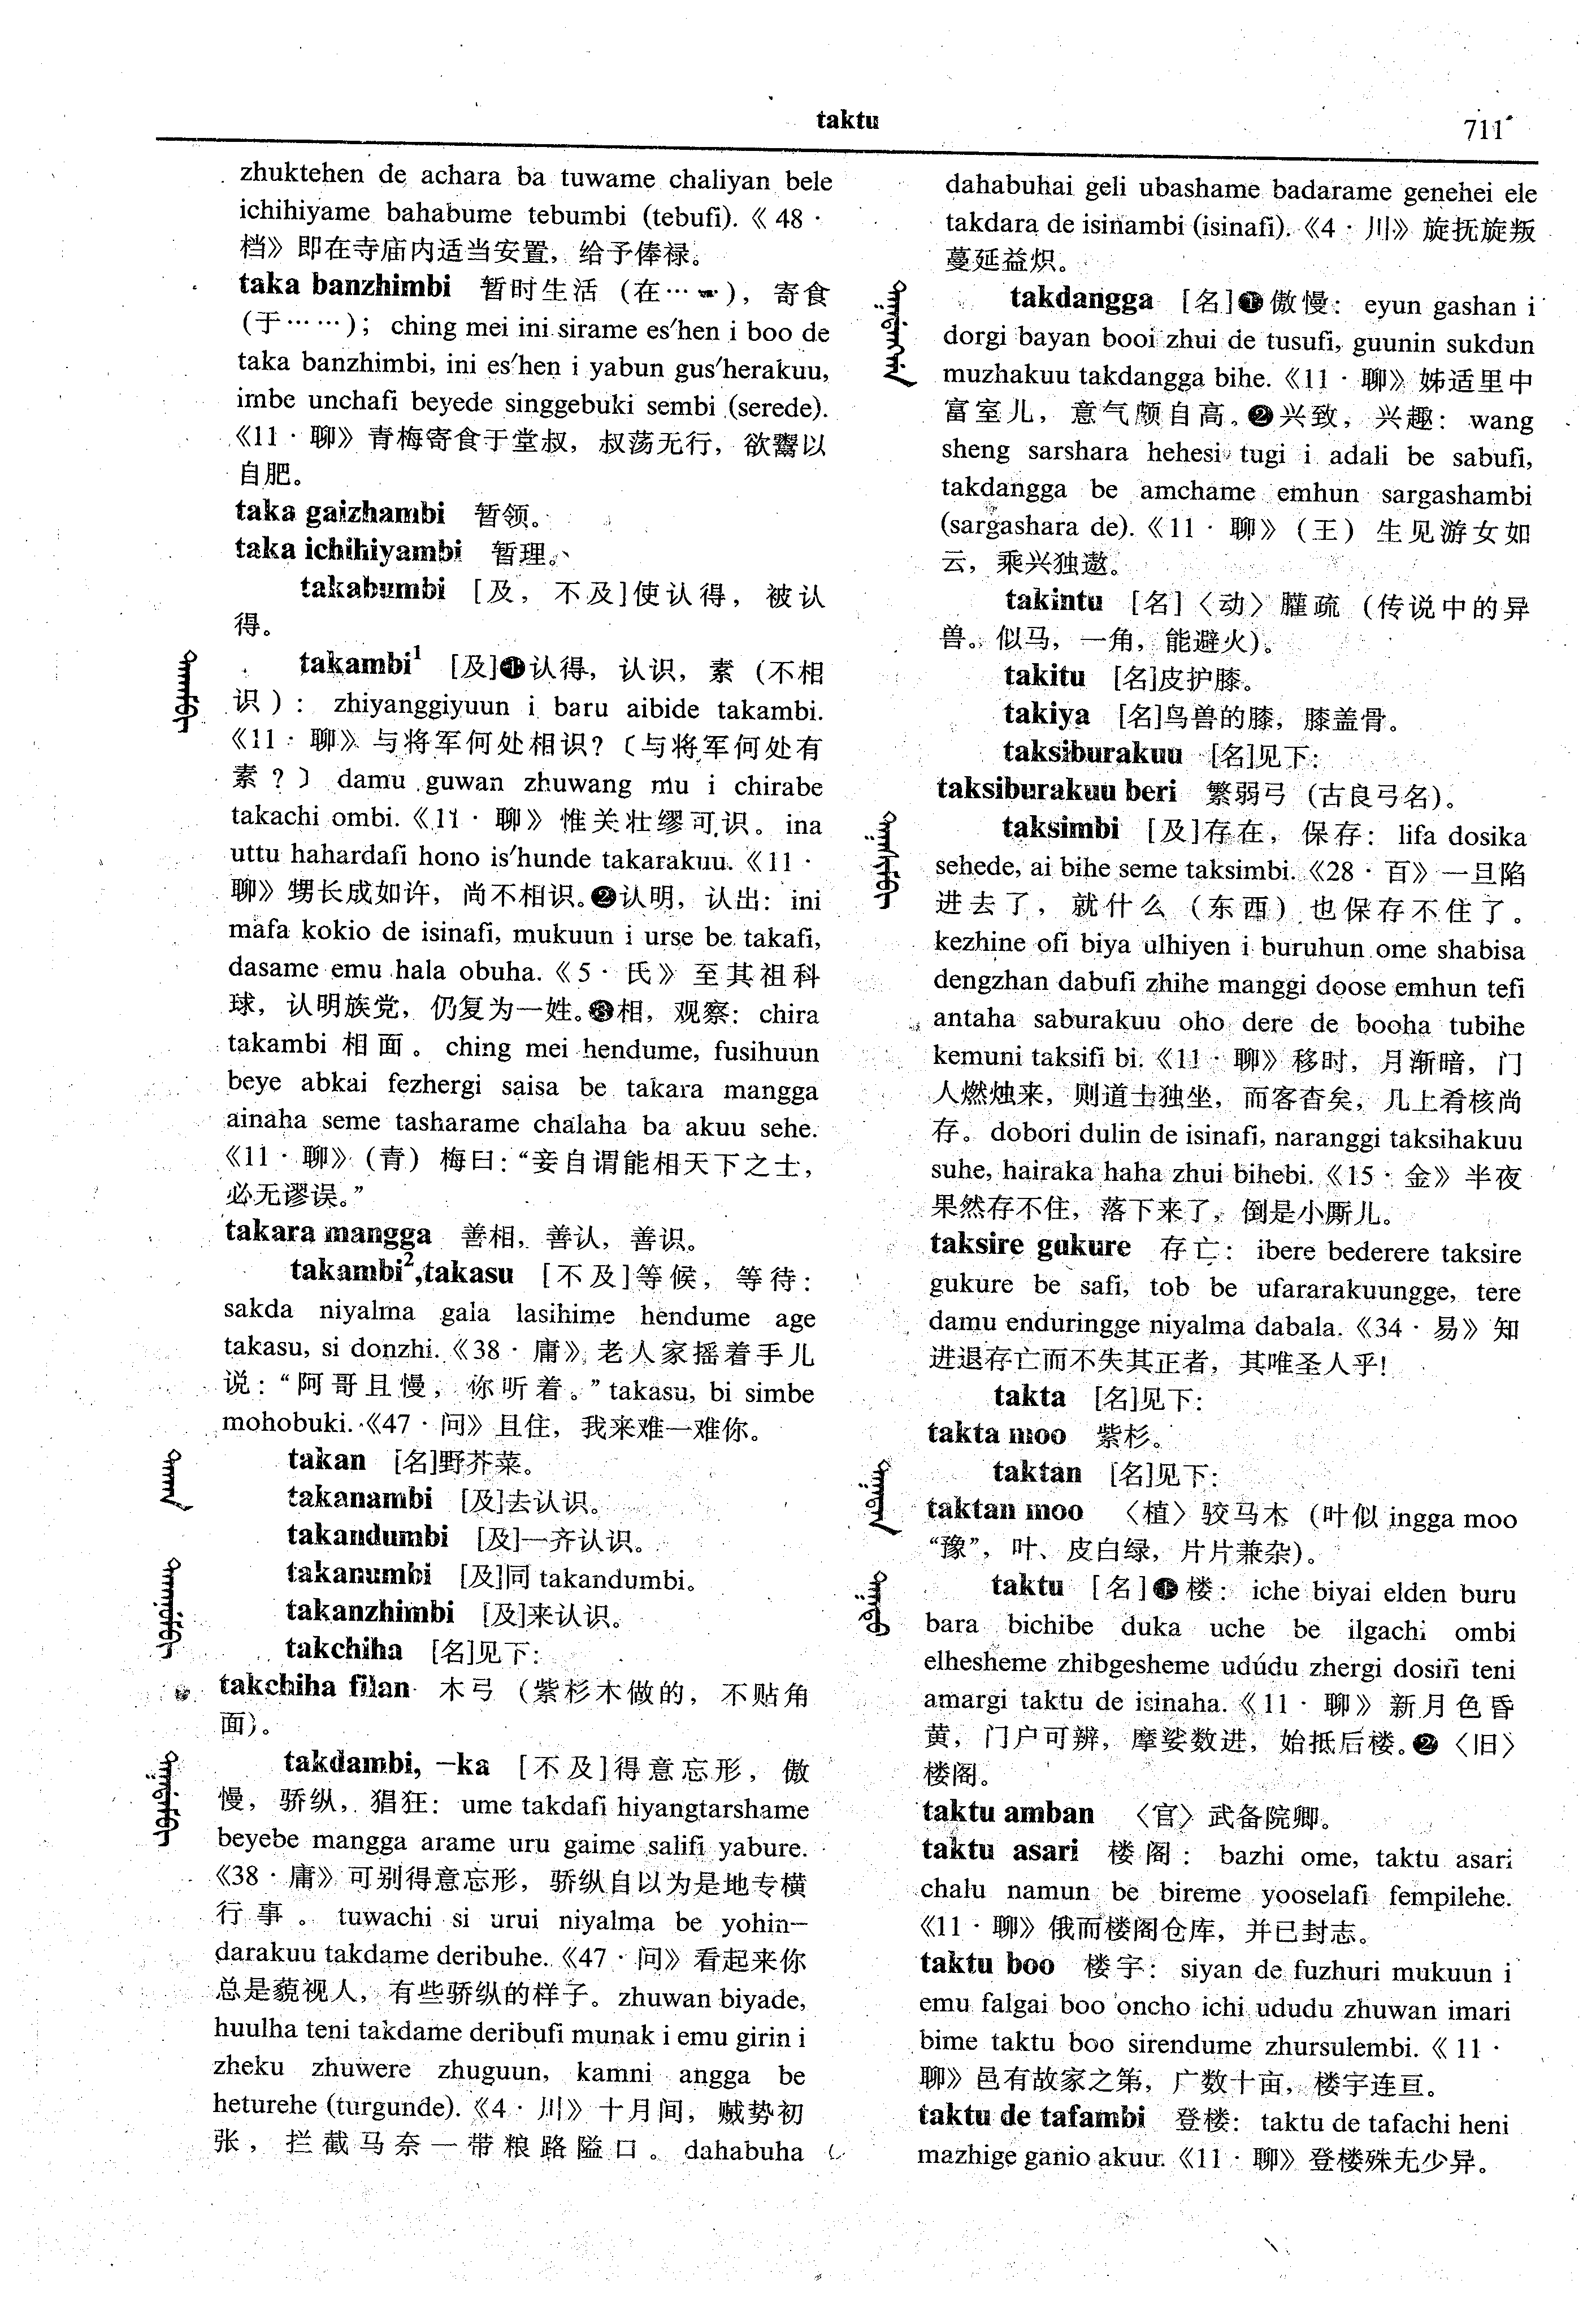 taktu
711
zhuktehen de achara ba tuwame chaliyan bele
ichihiyame bahabume tebumbi (tebufi).《48·
档》即在寺庙内适当安置，给予俸禄。
taka banzhimbi 暂时生活（在…），寄食
（于……）；ching mei ini sirame es′hen i boo de
taka banzhimbi, ini es′hen i yabun gus′herakuu,
imbe unchafi beyede singgebuki sembi (serede).
《11·聊》青梅寄食于堂叔，叔荡无行，欲鬻以
自肥。
taka gaizhambi 暂领。
taka ichihiyambi 暂理。
takabumbi [及，不及]使认得，被认
得。
takambi¹ [及]❶认得，认识，素（不相
识）：zhiyanggiyuun i baru aibide takambi.
《11·聊》与将军何处相识？〔与将军何处有
素？〕damu guwan zhuwang mu i chirabe
takachi ombi.《11·聊》惟关壮缪可识。ina
uttu hahardafi hono is′hunde takarakuu.《11·
聊》甥长成如许，尚不相识。❷认明，认出：ini
mafa kokio de isinafi, mukuun i urse be takafi,
dasame emu hala obuha.《5·氏》至其祖科
球，认明族党，仍复为一姓。❸相，观察：chira
takambi 相面。ching mei hendume, fusihuun
beye abkai fezhergi saisa be takara mangga
ainaha seme tasharame chalaha ba akuu sehe.
《11·聊》（青）梅曰：“妾自谓能相天下之士，
必无谬误。”
takara mangga 善相，善认，善识。
takambi²,takasu [不及]等候，等待：
sakda niyalma gala lasihime hendume age
takasu, si donzhi.《38·庸》老人家摇着手儿
说：“阿哥且慢，你听着。”takasu, bi simbe
mohobuki.《47·问》且住，我来难一难你。
takan [名]野芥菜。
takanambi [及]去认识。
takandumbi [及]一齐认识。
takanumbi [及]同 takandumbi。
takanzhimbi [及]来认识。
takchiha [名]见下：
takchiha filan 木弓（紫杉木做的，不贴角
面）。
takdambi, -ka [不及]得意忘形，傲
慢，骄纵，猖狂：ume takdafi hiyangtarshame
beyebe mangga arame uru gaime salifi yabure.
《38·庸》可别得意忘形，骄纵自以为是地专横
行事。tuwachi si urui niyalma be yohin-
darakuu takdame deribuhe.《47·问》看起来你
总是藐视人，有些骄纵的样子。zhuwan biyade,
huulha teni takdame deribufi munak i emu girin i
zheku zhuwere zhuguun, kamni angga be
heturehe (turgunde).《4·川》十月间，贼势初
张，拦截马奈一带粮路隘口。dahabuha
dahabuhai geli ubashame badarame genehei ele
takdara de isinambi (isinafi).《4·川》旋抚旋叛
蔓延益炽。
takdangga [名]❶傲慢：eyun gashan i
dorgi bayan booi zhui de tusufi, guunin sukdun
muzhakuu takdangga bihe.《11·聊》姊适里中
富室儿，意气颇自高。❷兴致，兴趣：wang
sheng sarshara hehesi tugi i adali be sabufi,
takdangga be amchame emhun sargashambi
(sargashara de).《11·聊》（王）生见游女如
云，乘兴独遨。
takintu [名]〈动〉䑏疏（传说中的异
兽。似马，一角，能避火）。
takitu [名]皮护膝。
takiya [名]鸟兽的膝，膝盖骨。
taksiburakuu [名]见下：
taksiburakuu beri 繁弱弓（古良弓名）。
taksimbi [及]存在，保存：lifa dosika
sehede, ai bihe seme taksimbi.《28·百》一旦陷
进去了，就什么（东西）也保存不住了。
kezhine ofi biya ulhiyen i buruhun ome shabisa
dengzhan dabufi zhihe manggi doose emhun tefi
antaha saburakuu oho dere de booha tubihe
kemuni taksifi bi.《11·聊》移时，月渐暗，门
人燃烛来，则道士独坐，而客杳矣，几上肴核尚
存。dobori dulin de isinafi, naranggi taksihakuu
suhe, hairaka haha zhui bihebi.《15·金》半夜
果然存不住，落下来了，倒是小厮儿。
taksire gukure 存亡：ibere bederere taksire
gukure be safi, tob be ufararakuungge, tere
damu enduringge niyalma dabala.《34·易》知
进退存亡而不失其正者，其唯圣人乎！
takta [名]见下：
takta moo 紫杉。
taktan [名]见下：
taktan moo 〈植〉骏马木（叶似 ingga moo
“豫”，叶、皮白绿，片片兼杂）。
taktu [名]❶楼：iche biyai elden buru
bara bichibe duka uche be ilgachi ombi
elhesheme zhibgesheme ududu zhergi dosifi teni
amargi taktu de isinaha.《11·聊》新月色昏
黄，门户可辨，摩娑数进，始抵后楼。❷〈旧〉
楼阁。
taktu amban 〈官〉武备院卿。
taktu asari 楼阁：bazhi ome, taktu asari
chalu namun be bireme yooselafi fempilehe.
《11·聊》俄而楼阁仓库，并已封志。
taktu boo 楼宇：siyan de fuzhuri mukuun i
emu falgai boo oncho ichi ududu zhuwan imari
bime taktu boo sirendume zhursulembi.《11·
聊》邑有故家之第，广数十亩，楼宇连亘。
taktu de tafambi 登楼：taktu de tafachi heni
mazhige ganio akuu.《11·聊》登楼殊无少异。